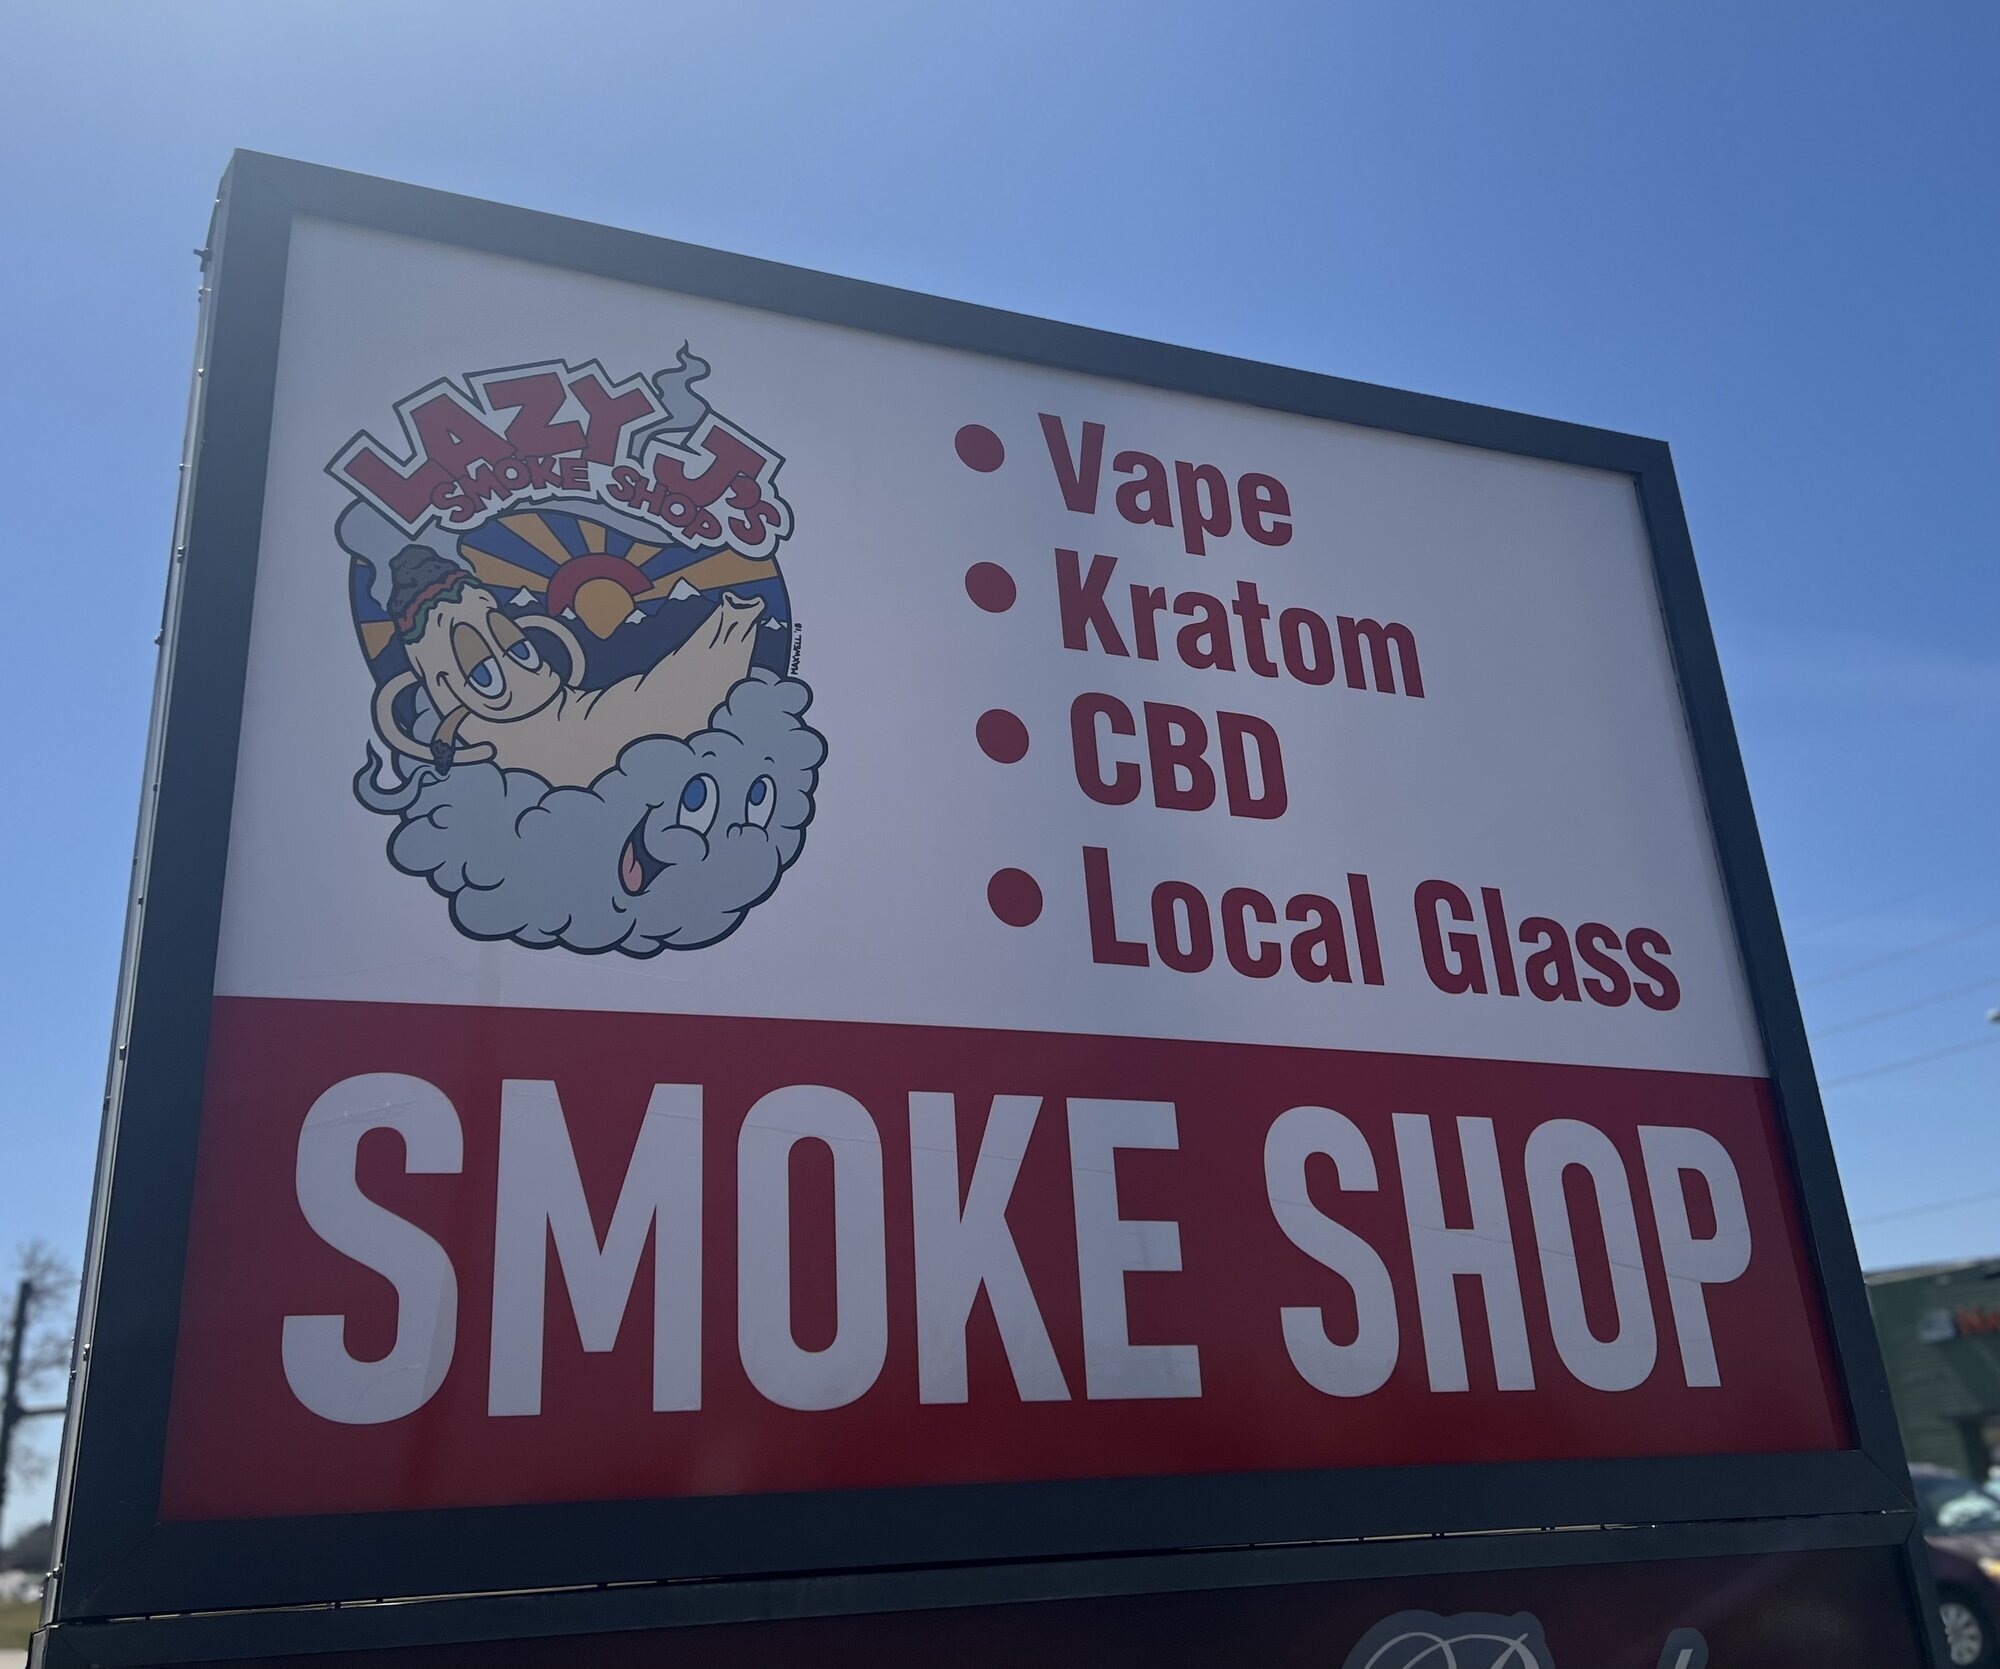 LAZY J'S
SMOKE SHOP
MAXWELL '18
• Vape
• Kratom
• CBD
• Local Glass
SMOKE SHOP